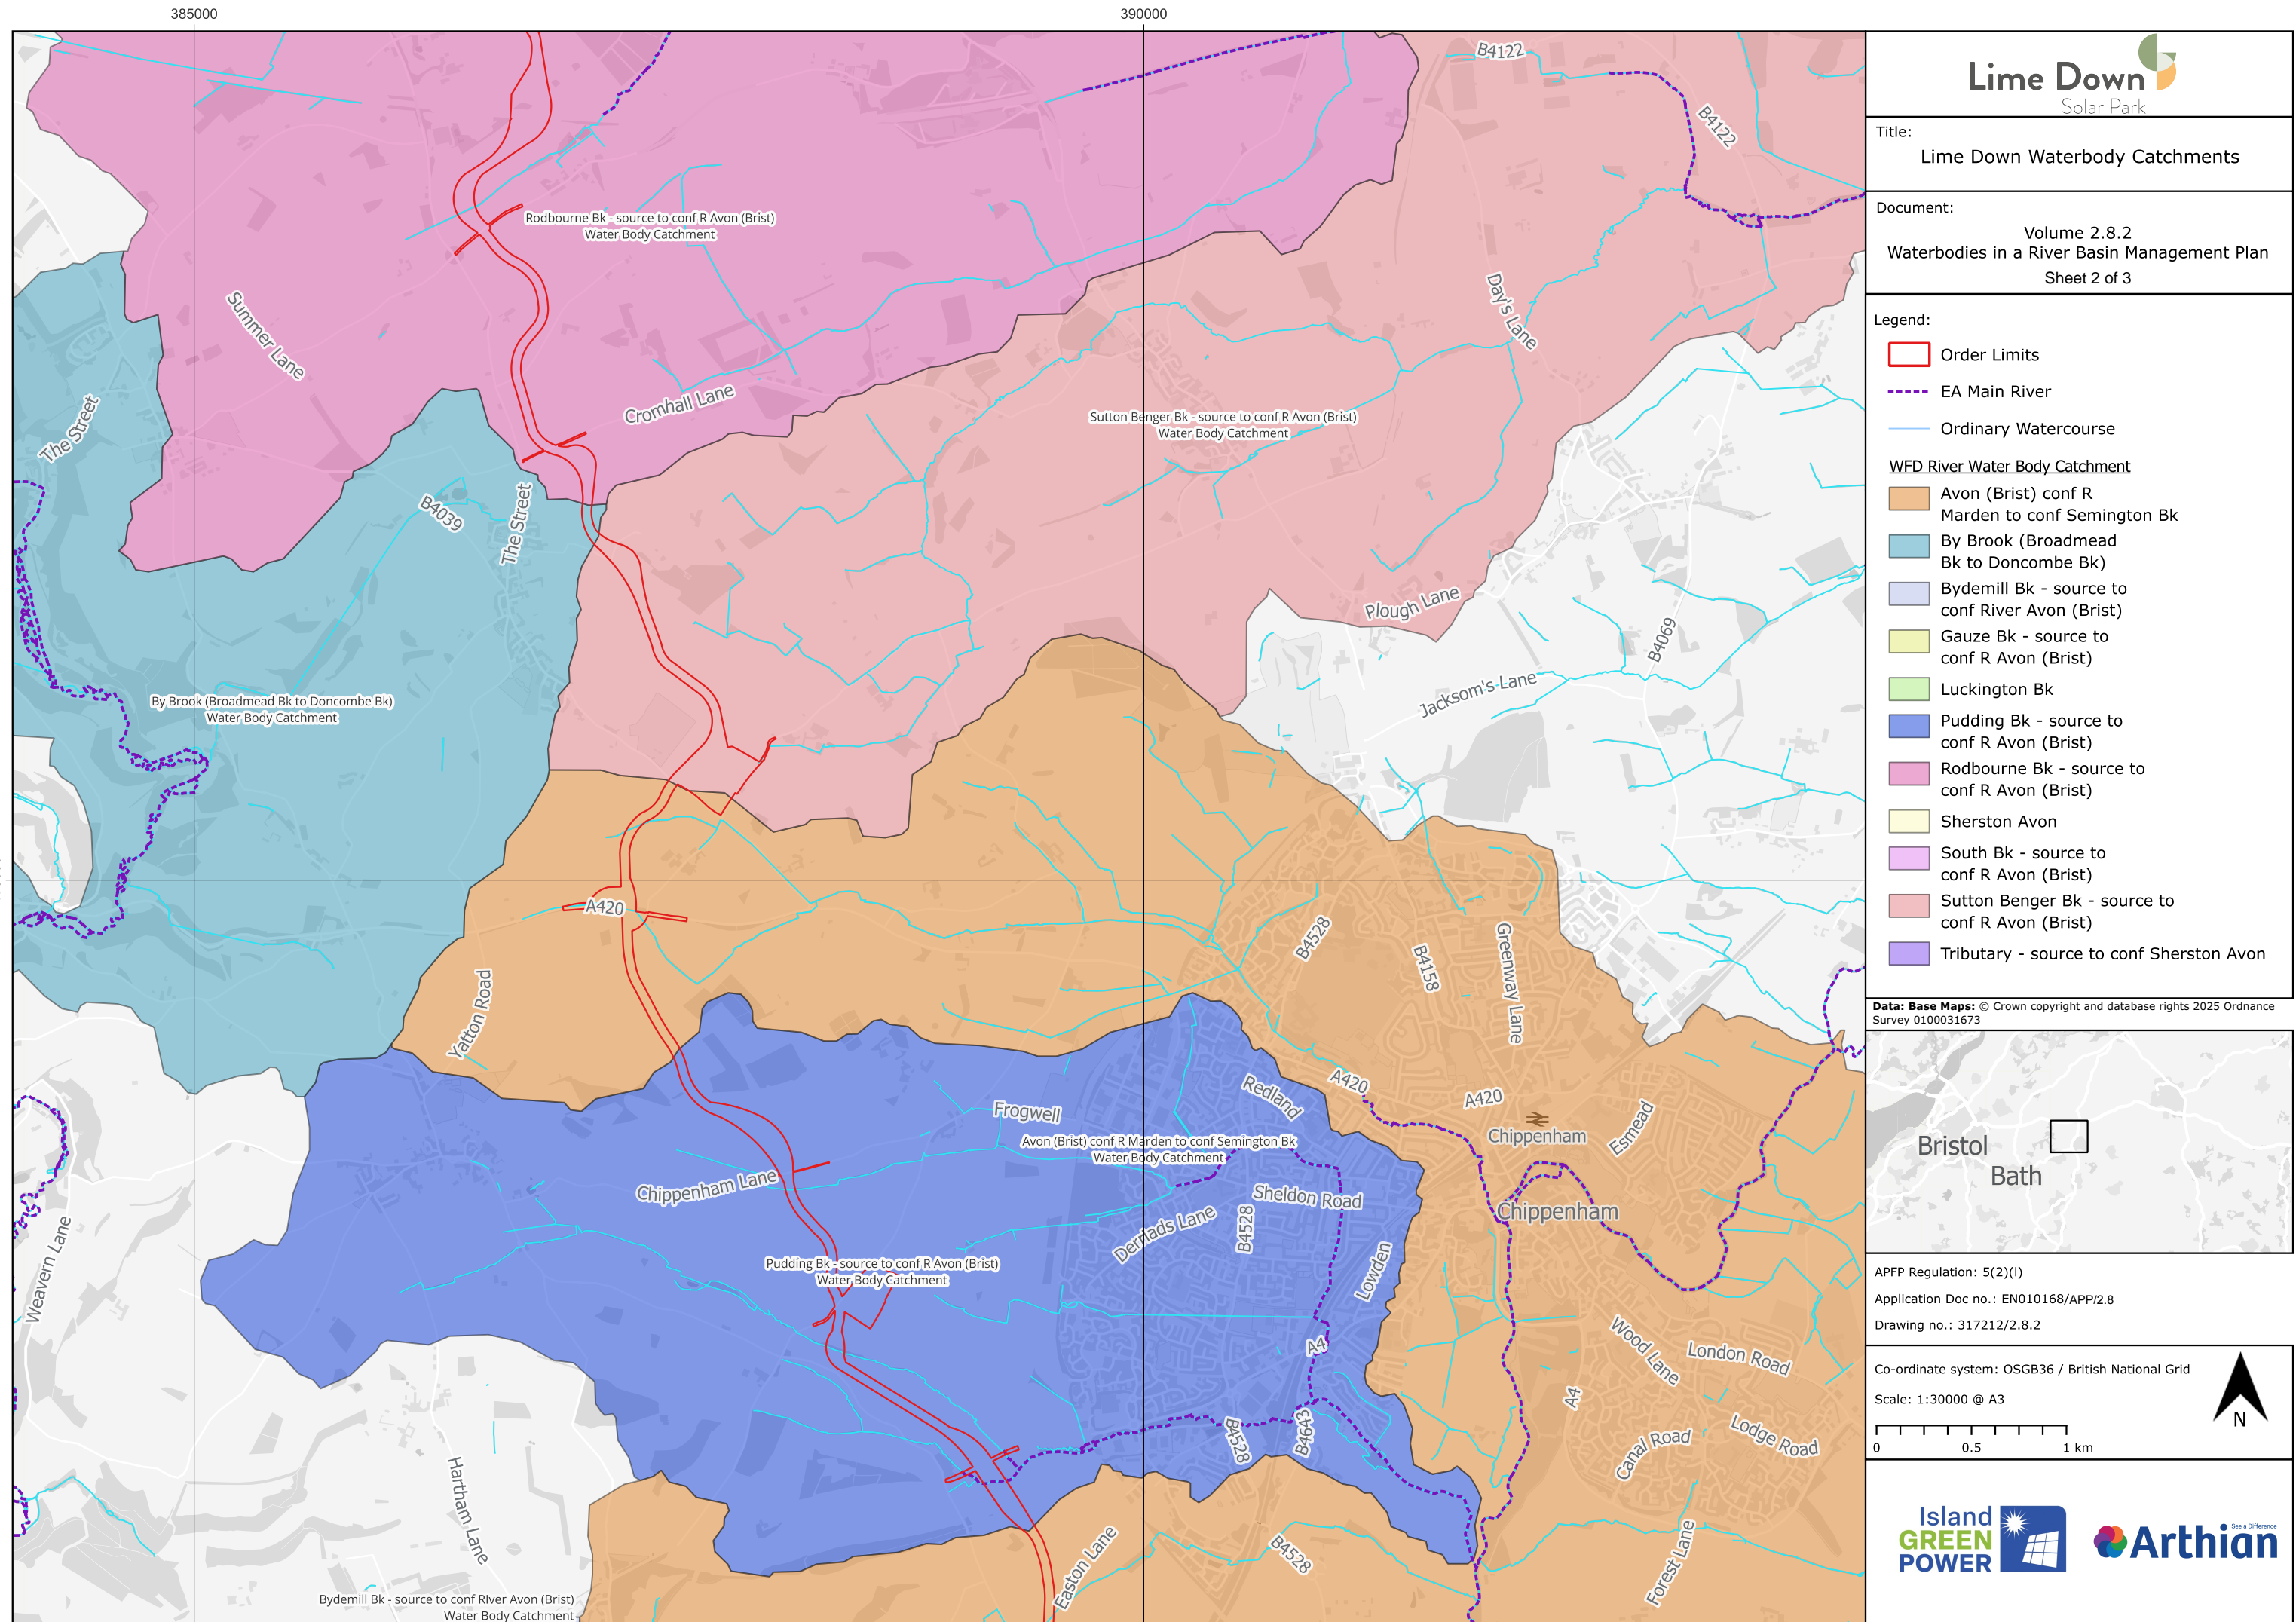 385000
390000
B4122
B4122
Rodbourne Bk - source to conf R Avon (Brist)
Water Body Catchment
Summer Lane
Day's Lane
The Street
Cromhall Lane
Sutton Benger Bk - source to conf R Avon (Brist)
Water Body Catchment
B4039
The Street
Plough Lane
B4069
Jacksom's Lane
By Brook (Broadmead Bk to Doncombe Bk)
Water Body Catchment
A420
B4528
B4158
Greenway Lane
Yatton Road
Redland
A420
A420
Frogwell
Esmead
Chippenham
Avon (Brist) conf R Marden to conf Semington Bk
Water Body Catchment
Chippenham Lane
Sheldon Road
Chippenham
Derriads Lane
B4528
Weavern Lane
Lowden
Pudding Bk - source to conf R Avon (Brist)
Water Body Catchment
A4
Wood Lane
London Road
A4
B4528
B4643
Canal Road
Lodge Road
Hartham Lane
Easton Lane
B4528
Forest Lane
Bydemill Bk - source to conf RIver Avon (Brist)
Water Body Catchment
Lime Down
Solar Park
Title:
Lime Down Waterbody Catchments
Document:
Volume 2.8.2
Waterbodies in a River Basin Management Plan
Sheet 2 of 3
Legend:
Order Limits
EA Main River
Ordinary Watercourse
WFD River Water Body Catchment
Avon (Brist) conf R
Marden to conf Semington Bk
By Brook (Broadmead
Bk to Doncombe Bk)
Bydemill Bk - source to
conf River Avon (Brist)
Gauze Bk - source to
conf R Avon (Brist)
Luckington Bk
Pudding Bk - source to
conf R Avon (Brist)
Rodbourne Bk - source to
conf R Avon (Brist)
Sherston Avon
South Bk - source to
conf R Avon (Brist)
Sutton Benger Bk - source to
conf R Avon (Brist)
Tributary - source to conf Sherston Avon
Data: Base Maps: © Crown copyright and database rights 2025 Ordnance
Survey 0100031673
Bristol
Bath
APFP Regulation: 5(2)(l)
Application Doc no.: EN010168/APP/2.8
Drawing no.: 317212/2.8.2
Co-ordinate system: OSGB36 / British National Grid
Scale: 1:30000 @ A3
N
0 0.5 1 km
Island
GREEN
POWER
See a Difference
Arthian